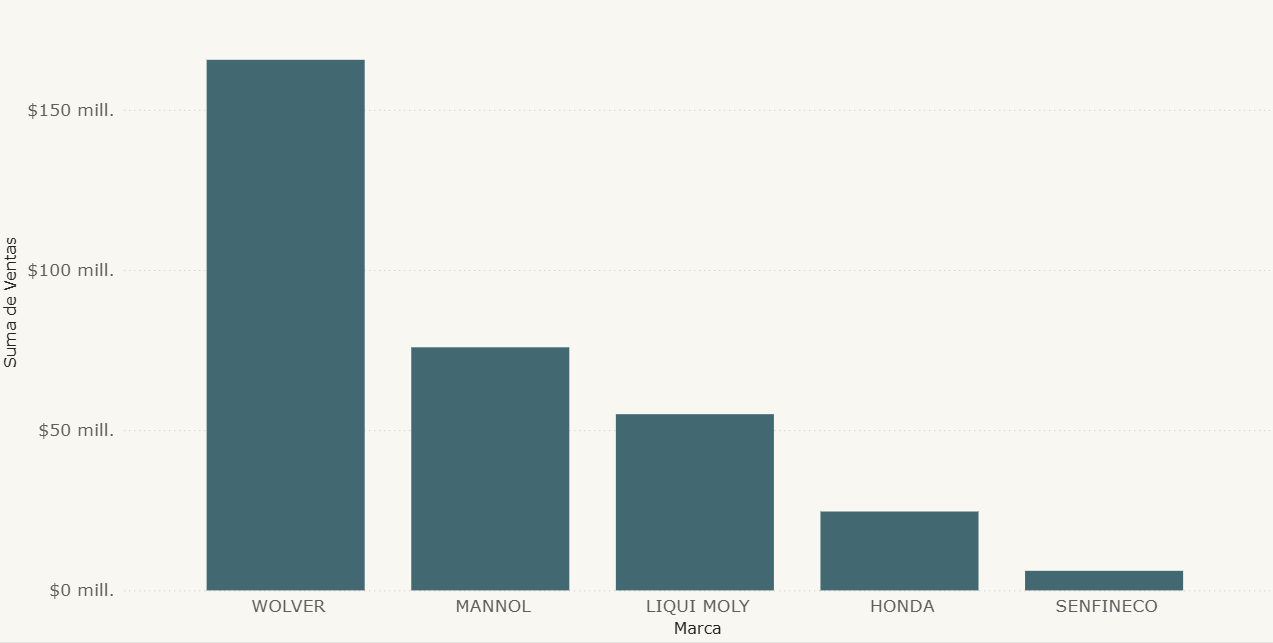 Suma de Ventas
$150 mill.
$100 mill.
$50 mill.
$0 mill.
WOLVER MANNOL LIQUI MOLY HONDA SENFINECO
Marca